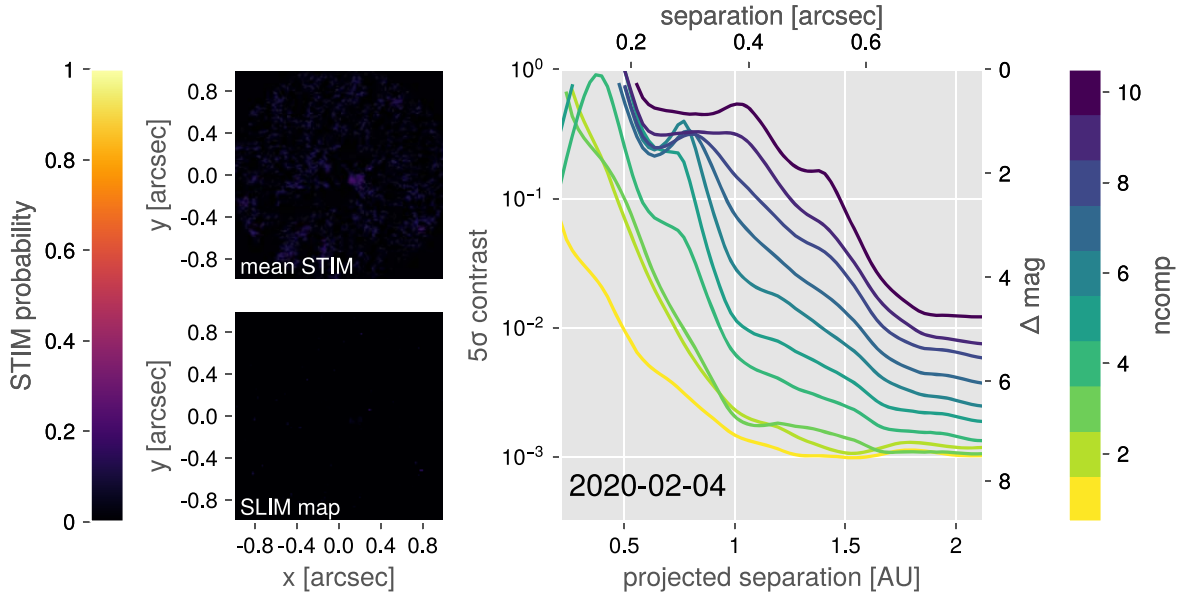 STIM probability
1
0.8
0.6
0.4
0.2
0
y [arcsec]
0.8
0.4
0.0
-0.4
-0.8
mean STIM
y [arcsec]
0.8
0.4
0.0
-0.4
-0.8
SLIM map
-0.8 -0.4 0.0 0.4 0.8
x [arcsec]
separation [arcsec]
0.2 0.4 0.6
5σ contrast
10⁰
10⁻¹
10⁻²
10⁻³
2020-02-04
0.5 1 1.5 2
projected separation [AU]
0
2
4
6
8
Δ mag
10
8
6
4
2
ncomp